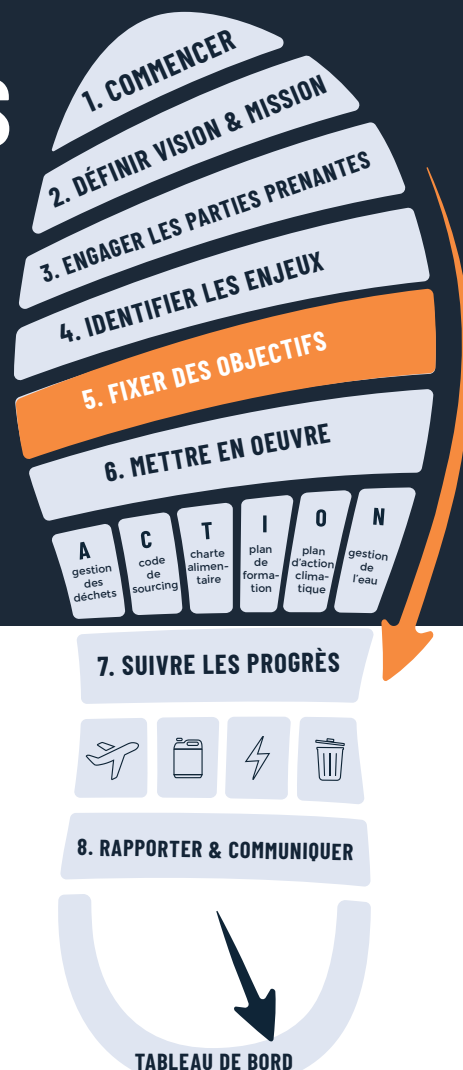 S
1. COMMENCER
2. DÉFINIR VISION & MISSION
3. ENGAGER LES PARTIES PRENANTES
4. IDENTIFIER LES ENJEUX
5. FIXER DES OBJECTIFS
6. METTRE EN OEUVRE
A
gestion
des
déchets
C
code
de
sourcing
T
charte
alimen-
taire
I
plan
de
forma-
tion
O
plan
d'action
clima-
tique
N
gestion
de
l'eau
7. SUIVRE LES PROGRÈS
8. RAPPORTER & COMMUNIQUER
TABLEAU DE BORD